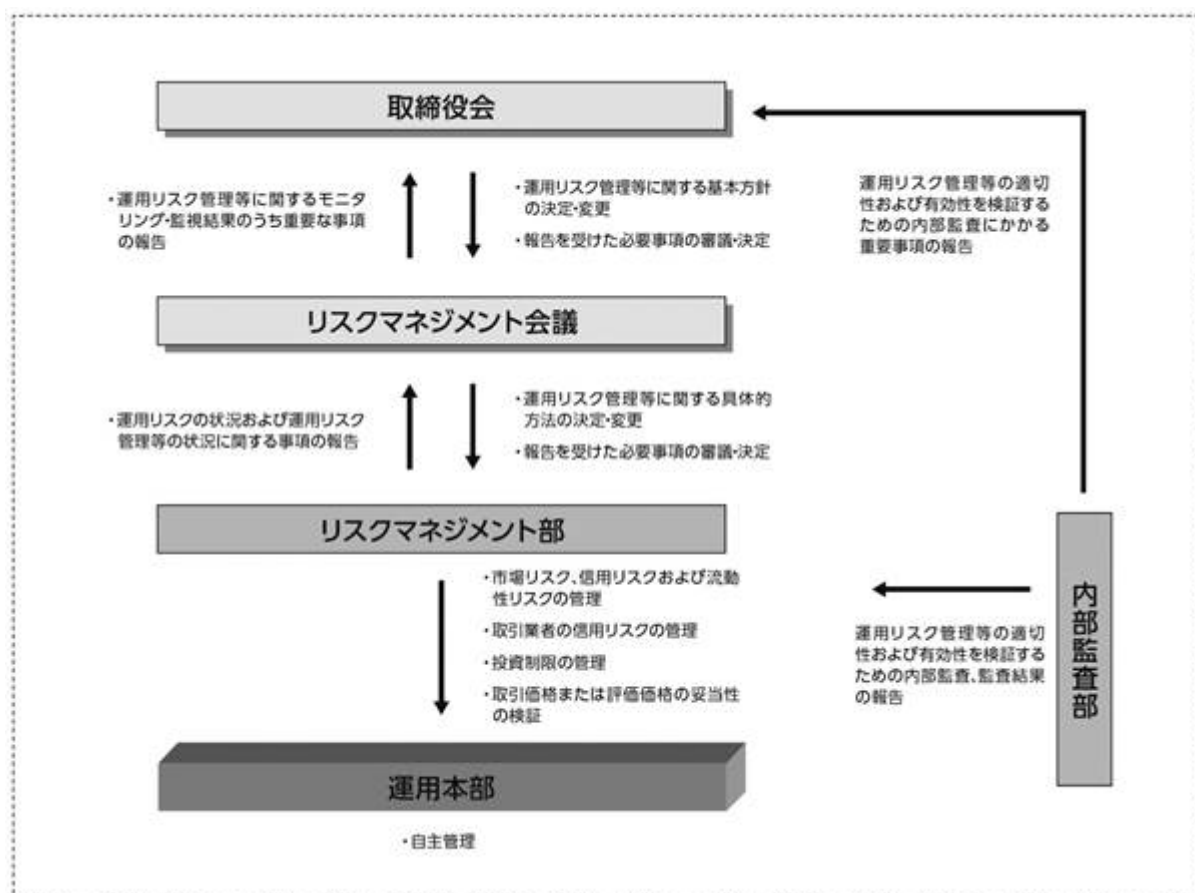 取締役会
・運用リスク管理等に関するモニタ
リング・監視結果のうち重要な事項
の報告
・運用リスク管理等に関する基本方針
の決定・変更
・報告を受けた必要事項の審議・決定
運用リスク管理等の適切
性および有効性を検証する
ための内部監査にかかる
重要事項の報告
リスクマネジメント会議
・運用リスクの状況および運用リスク
管理等の状況に関する事項の報告
・運用リスク管理等に関する具体的
方法の決定・変更
・報告を受けた必要事項の審議・決定
リスクマネジメント部
・市場リスク、信用リスクおよび流動
性リスクの管理
・取引業者の信用リスクの管理
・投資制限の管理
・取引価格または評価価格の妥当性
の検証
運用リスク管理等の適切
性および有効性を検証する
ための内部監査、監査結果
の報告
内部監査部
運用本部
・自主管理